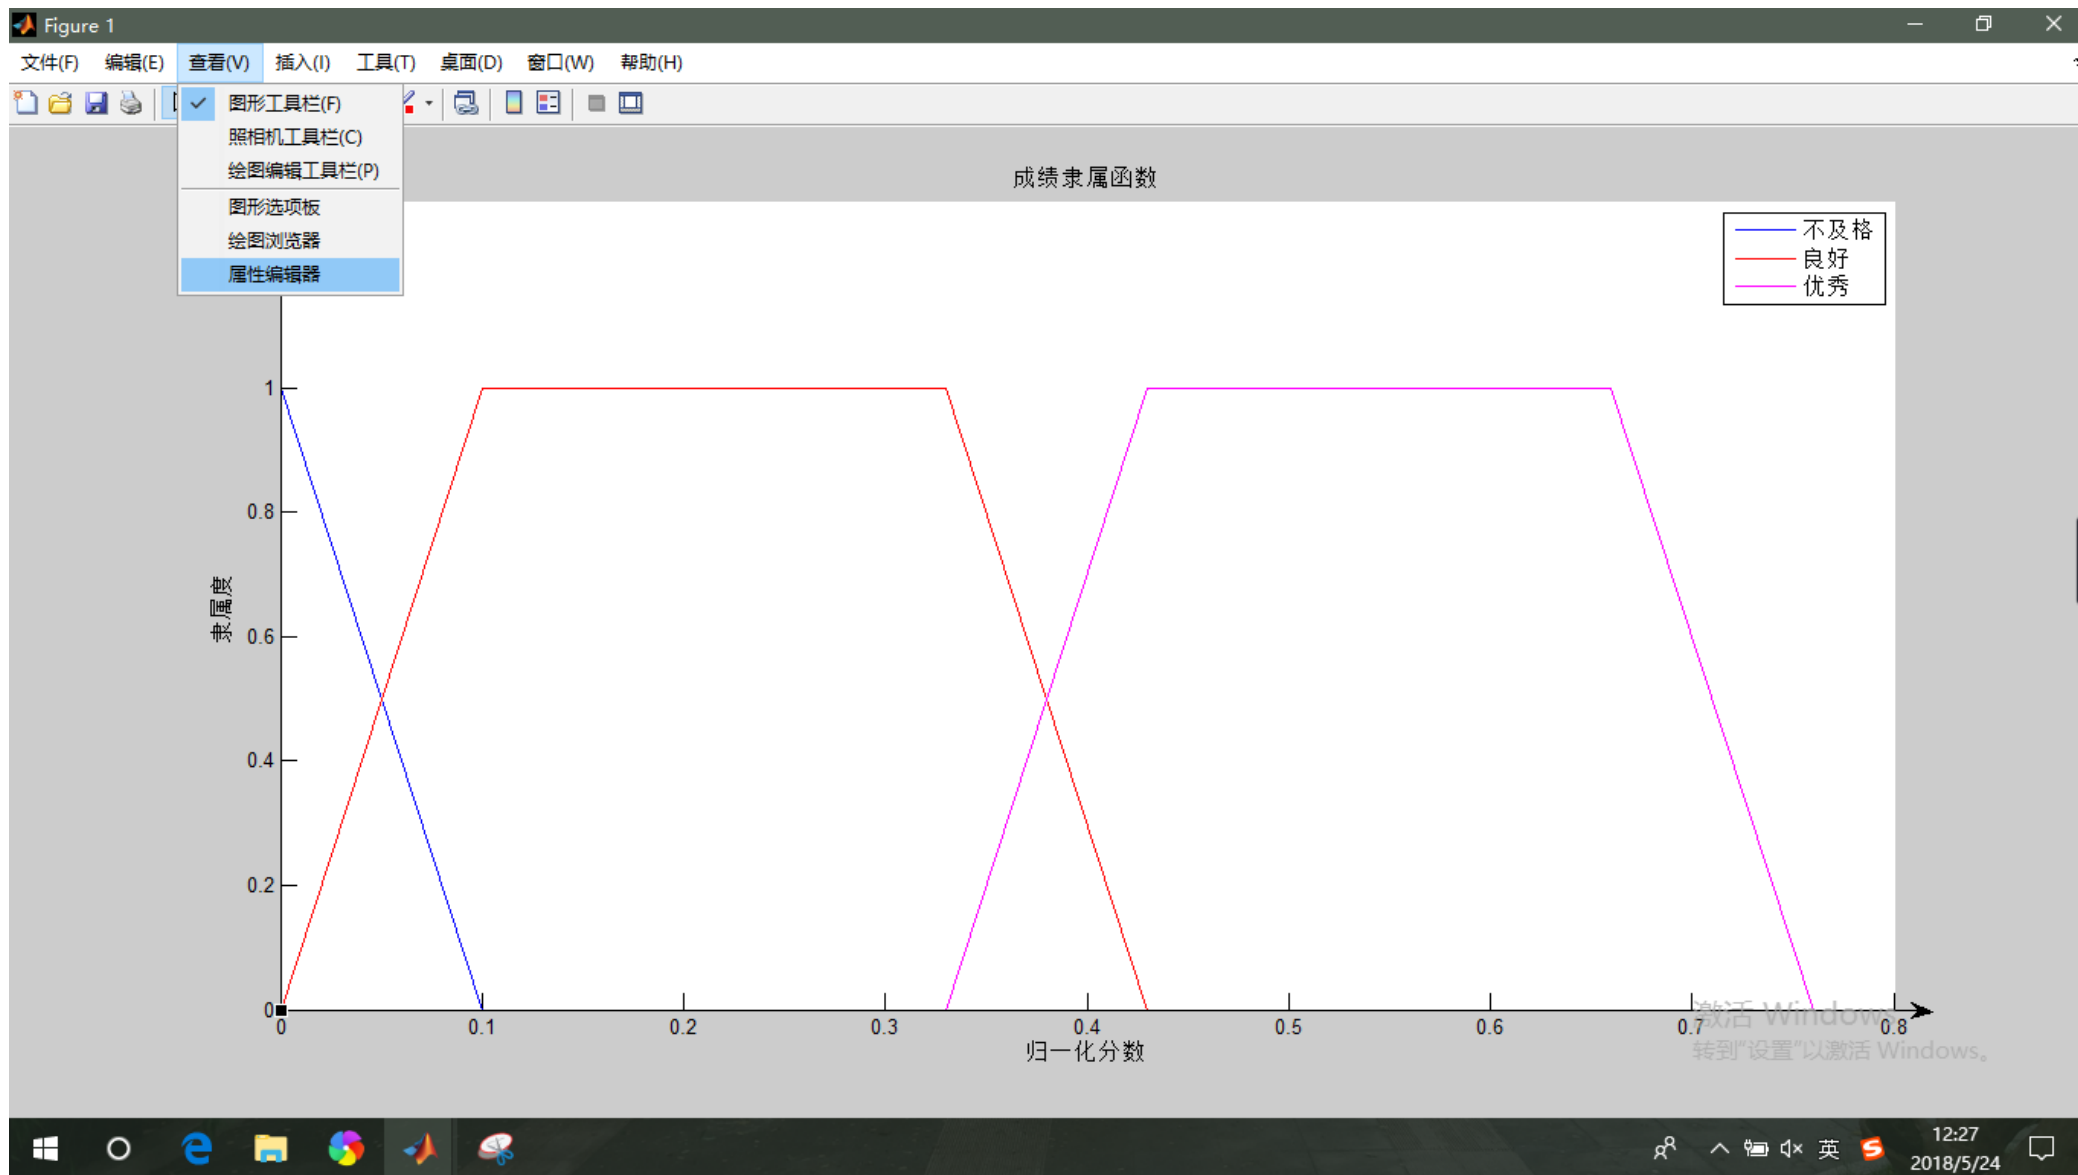 Figure 1
文件(F) 编辑(E) 查看(V) 插入(I) 工具(T) 桌面(D) 窗口(W) 帮助(H)
图形工具栏(F)
照相机工具栏(C)
绘图编辑工具栏(P)
图形选项板
绘图浏览器
属性编辑器
成绩隶属函数
不及格
良好
优秀
1
0.8
0.6
0.4
0.2
0
隶属度
0 0.1 0.2 0.3 0.4 0.5 0.6 0.7 0.8
归一化分数
激活 Windows
转到"设置"以激活 Windows。
英
12:27
2018/5/24